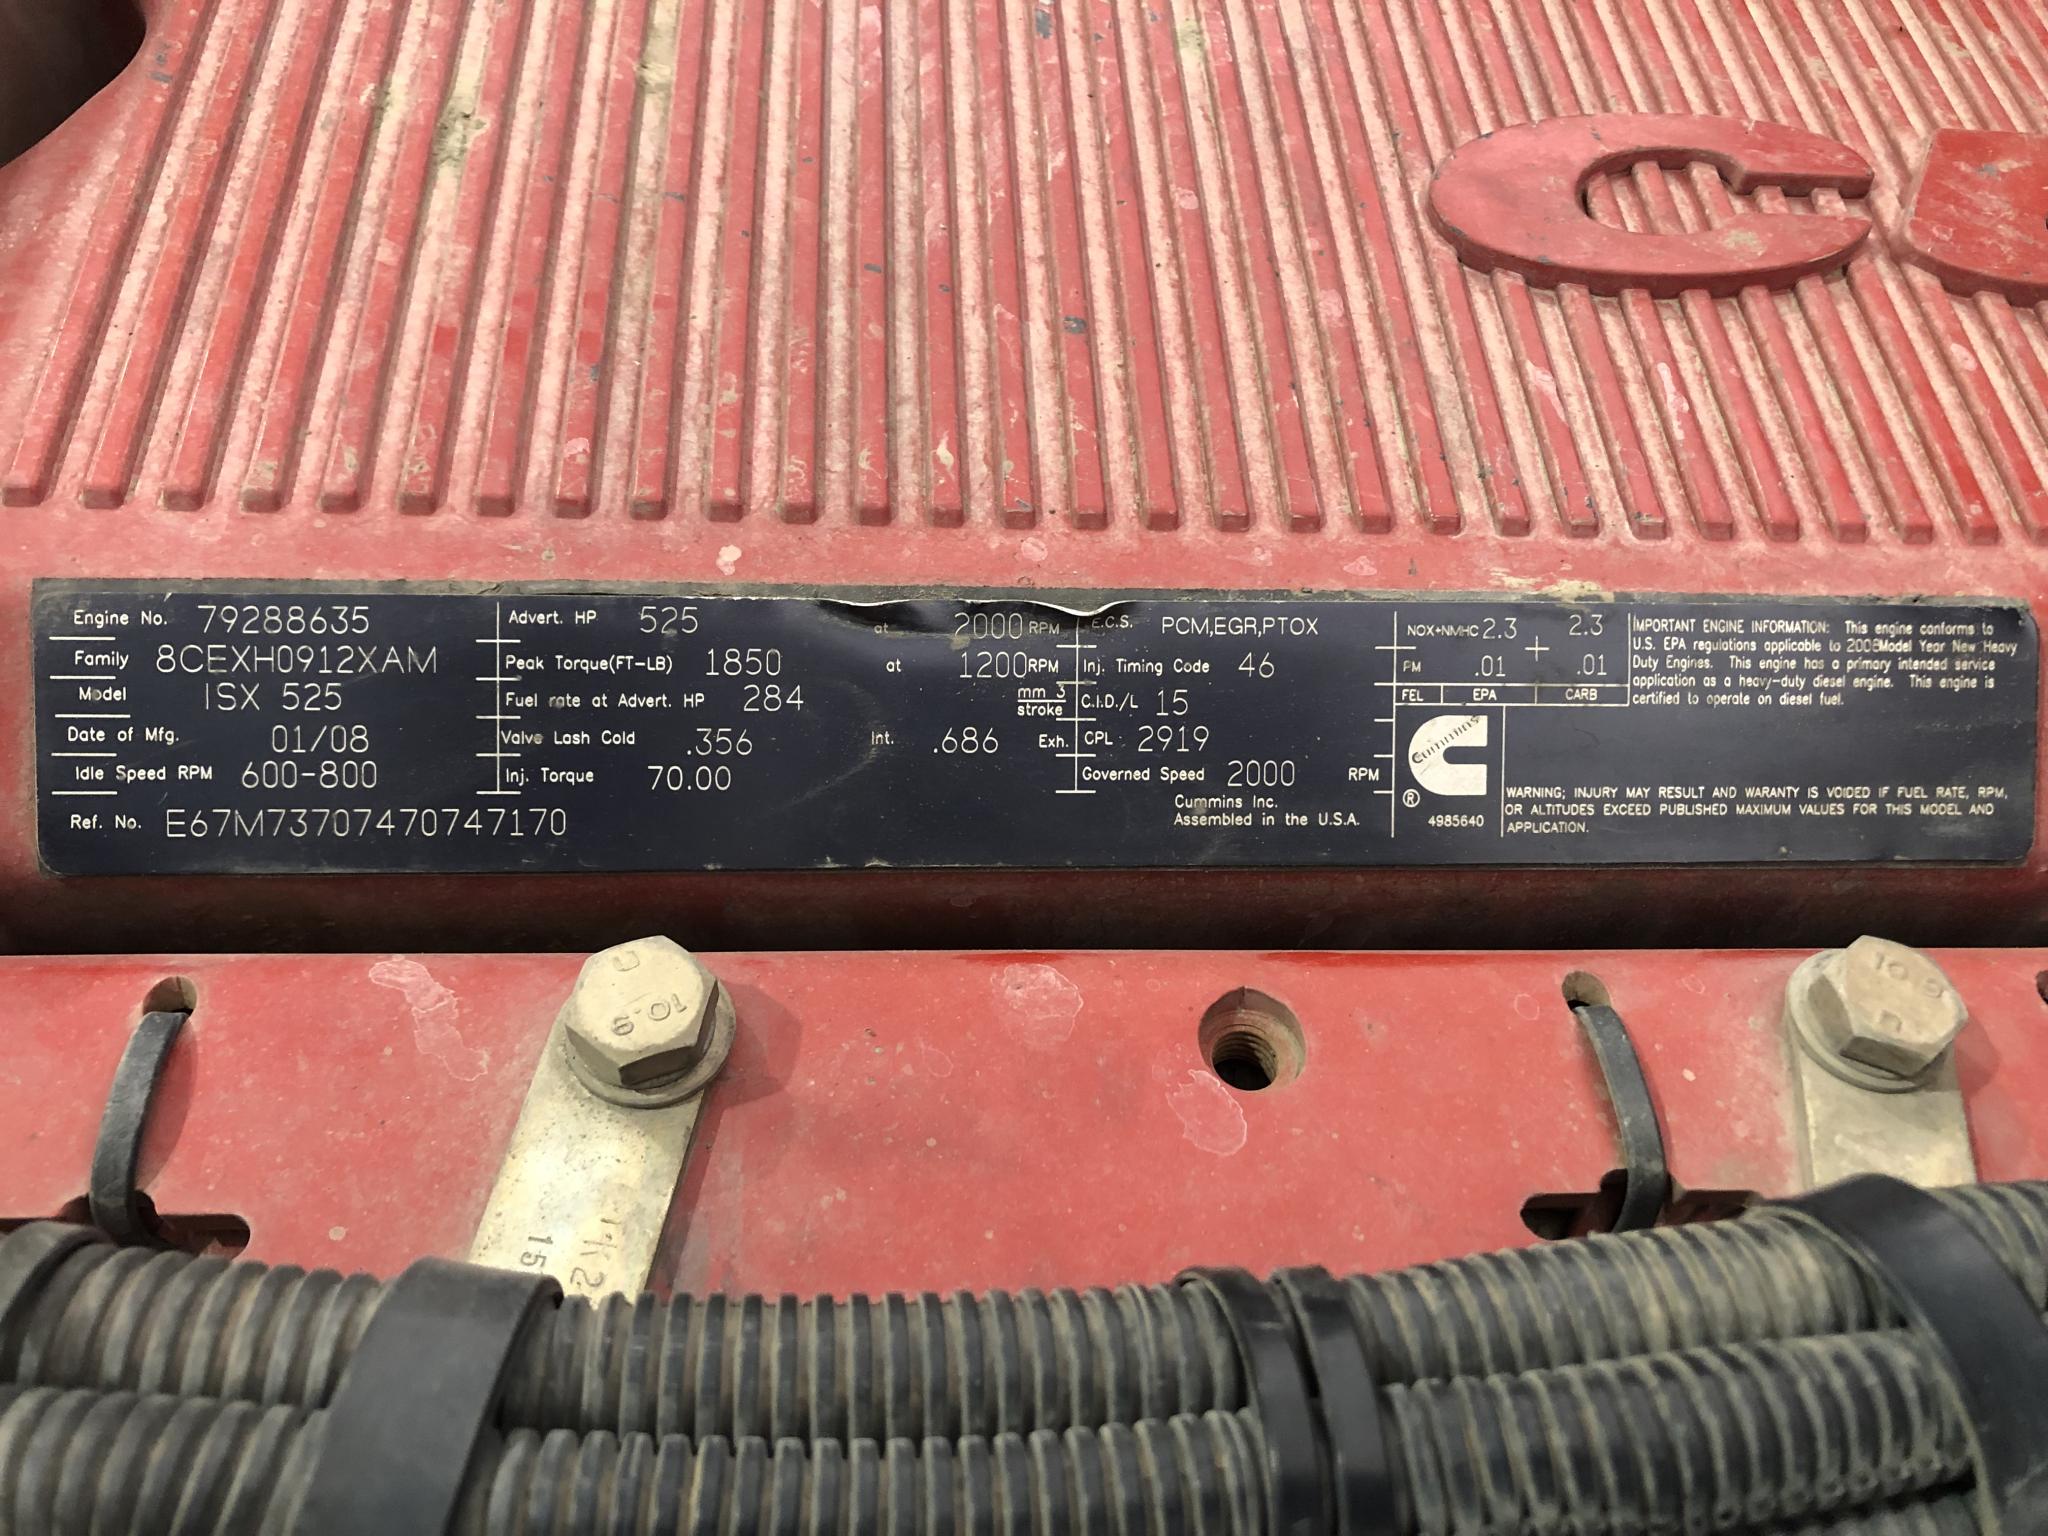 CU
Engine No. 79288635
Family 8CEXH0912XAM
Model ISX 525
Date of Mfg. 01/08
Idle Speed RPM 600-800
Ref. No. E67M73707470747170
Advert. HP 525 at 2000 RPM
Peak Torque(FT-LB) 1850 at 1200RPM
Fuel rate at Advert. HP 284 mm 3 stroke
Valve Lash Cold .356 Int. .686 Exh.
Inj. Torque 70.00
E.C.S. PCM,EGR,PTOX
Inj. Timing Code 46
C.I.D./L 15
CPL 2919
Governed Speed 2000 RPM
Cummins Inc.
Assembled in the U.S.A.
NOX+NMHC 2.3 2.3
PM .01 .01
FEL EPA CARB
Cummins
®
4985640
IMPORTANT ENGINE INFORMATION: This engine conforms to
U.S. EPA regulations applicable to 2008Model Year New Heavy
Duty Engines. This engine has a primary intended service
application as a heavy-duty diesel engine. This engine is
certified to operate on diesel fuel.
WARNING; INJURY MAY RESULT AND WARANTY IS VOIDED IF FUEL RATE, RPM,
OR ALTITUDES EXCEED PUBLISHED MAXIMUM VALUES FOR THIS MODEL AND
APPLICATION.
10.9
10.9
15